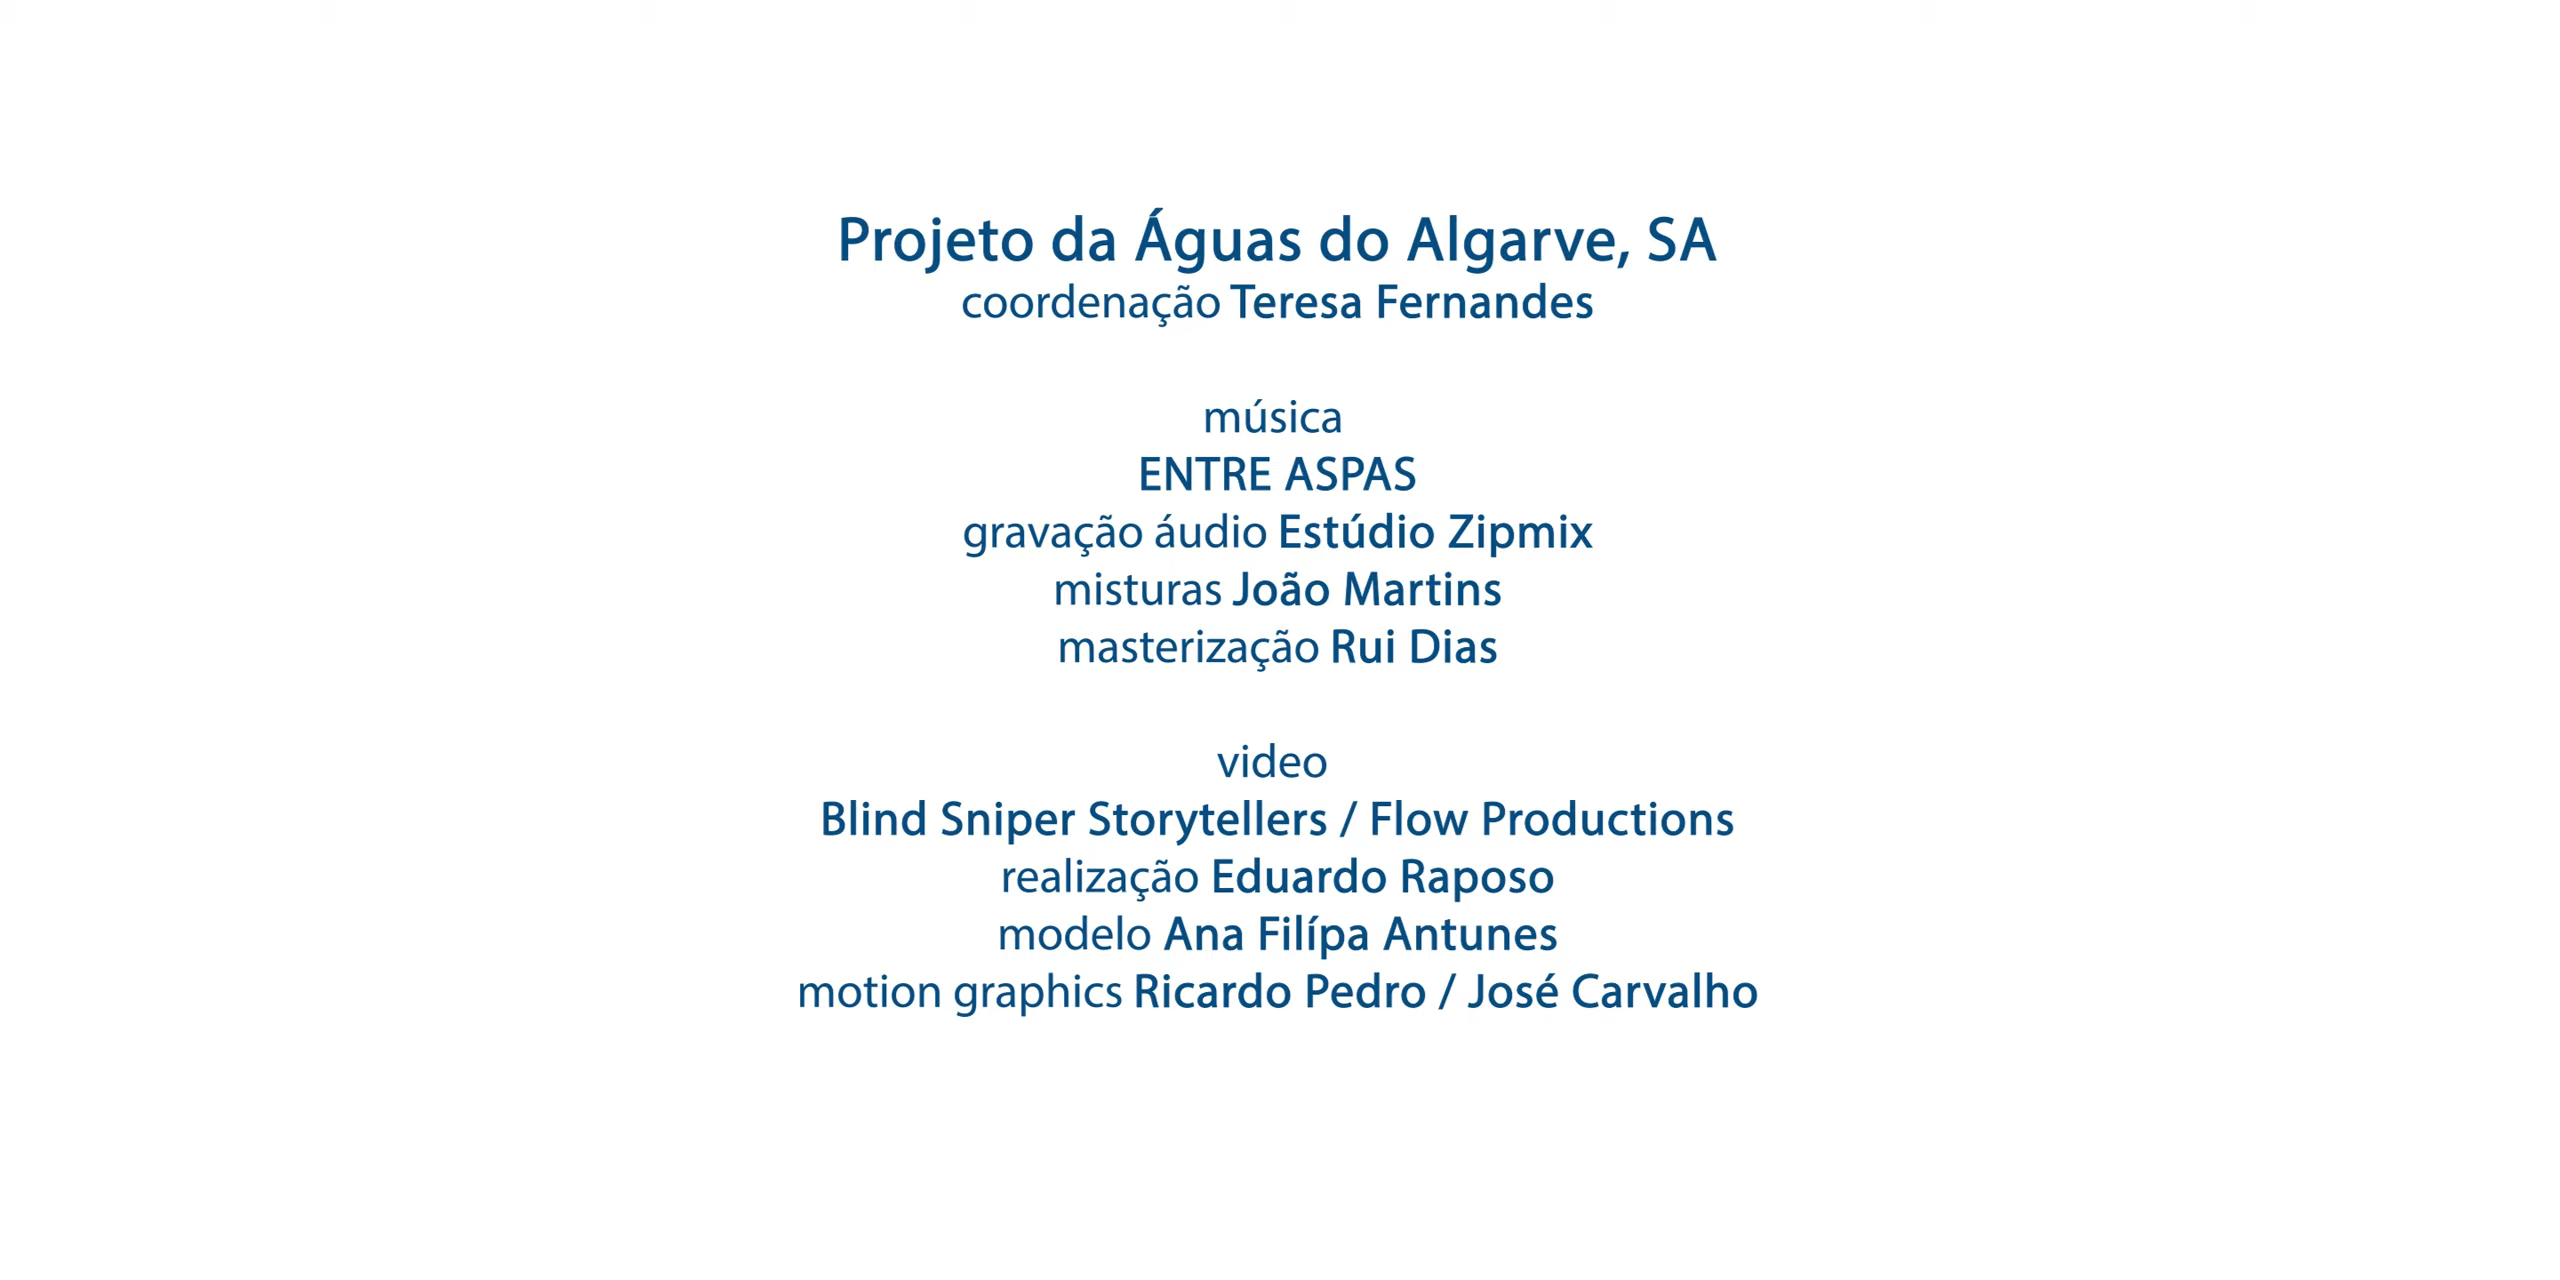 Projeto da Águas do Algarve, SA
coordenação Teresa Fernandes
música
ENTRE ASPAS
gravação áudio Estúdio Zipmix
misturas João Martins
masterização Rui Dias
video
Blind Sniper Storytellers / Flow Productions
realização Eduardo Raposo
modelo Ana Filípa Antunes
motion graphics Ricardo Pedro / José Carvalho